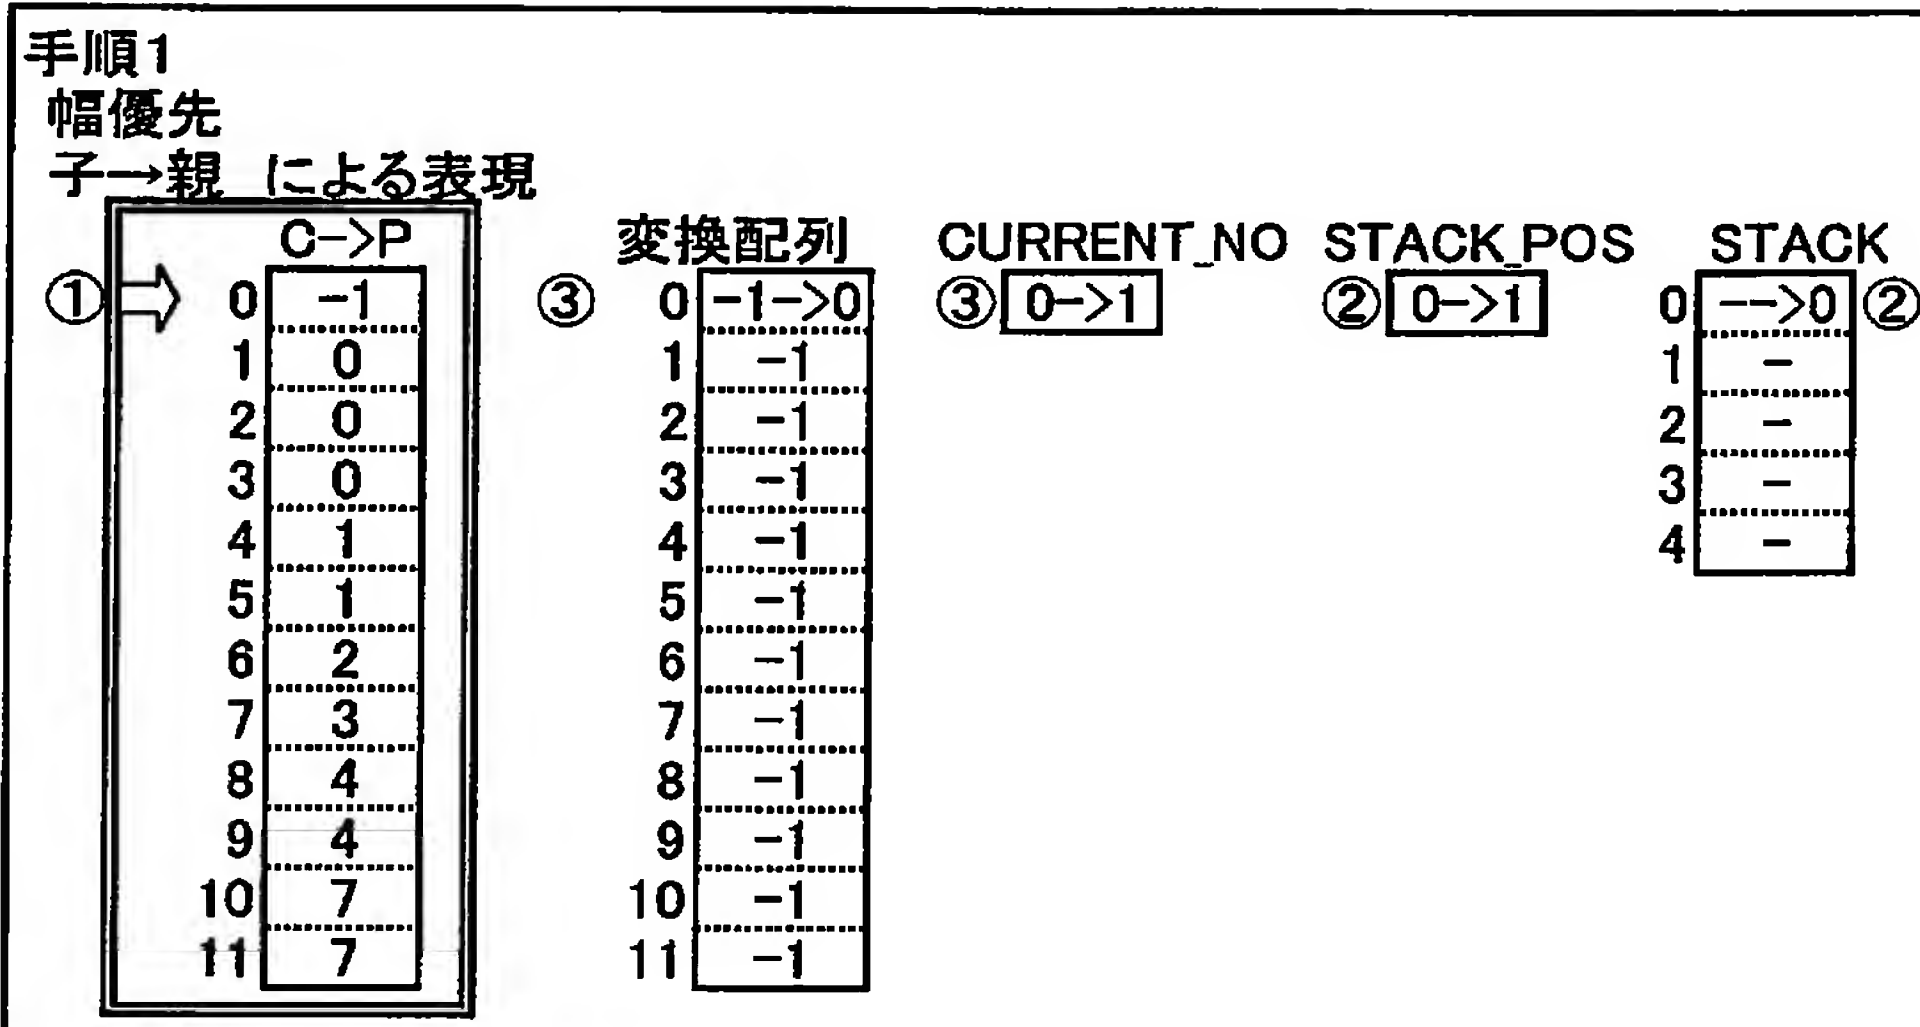 手順1
幅優先
子→親 による表現
C->P 変換配列 CURRENT_NO STACK_POS STACK
① 0 -1 ③ 0 -1->0 ③ 0->1 ② 0->1 0 -->0 ②
1 0 1 -1 1 -
2 0 2 -1 2 -
3 0 3 -1 3 -
4 1 4 -1 4 -
5 1 5 -1
6 2 6 -1
7 3 7 -1
8 4 8 -1
9 4 9 -1
10 7 10 -1
11 7 11 -1